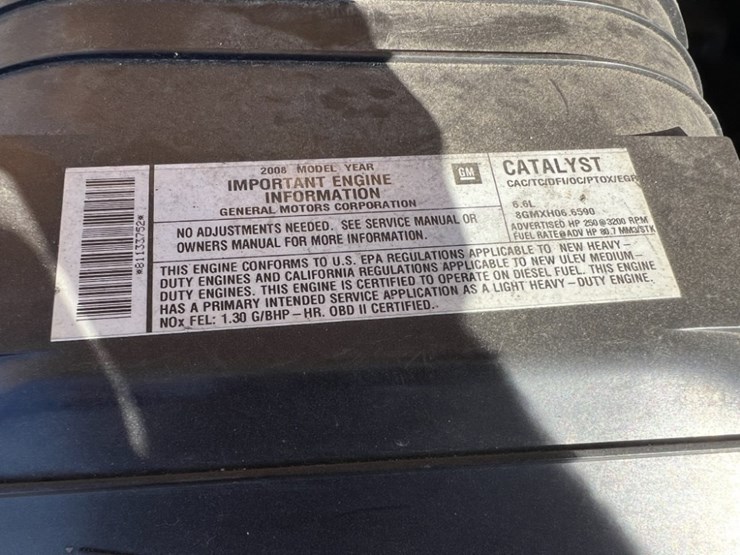 *81133752*
2008 MODEL YEAR
IMPORTANT ENGINE
INFORMATION
GENERAL MOTORS CORPORATION
GM
NO ADJUSTMENTS NEEDED. SEE SERVICE MANUAL OR
OWNERS MANUAL FOR MORE INFORMATION.
CATALYST
CAC/TC/DFI/OC/PTOX/EGR
6.6L
8GMXH06.6590
ADVERTISED HP 250 @ 3200 RPM
FUEL RATE @ ADV HP MM3/STK
THIS ENGINE CONFORMS TO U.S. EPA REGULATIONS APPLICABLE TO NEW HEAVY-
DUTY ENGINES AND CALIFORNIA REGULATIONS APPLICABLE TO NEW ULEV MEDIUM-
DUTY ENGINES. THIS ENGINE IS CERTIFIED TO OPERATE ON DIESEL FUEL. THIS ENGINE
HAS A PRIMARY INTENDED SERVICE APPLICATION AS A LIGHT HEAVY-DUTY ENGINE.
NOx FEL: 1.30 G/BHP-HR. OBD II CERTIFIED.